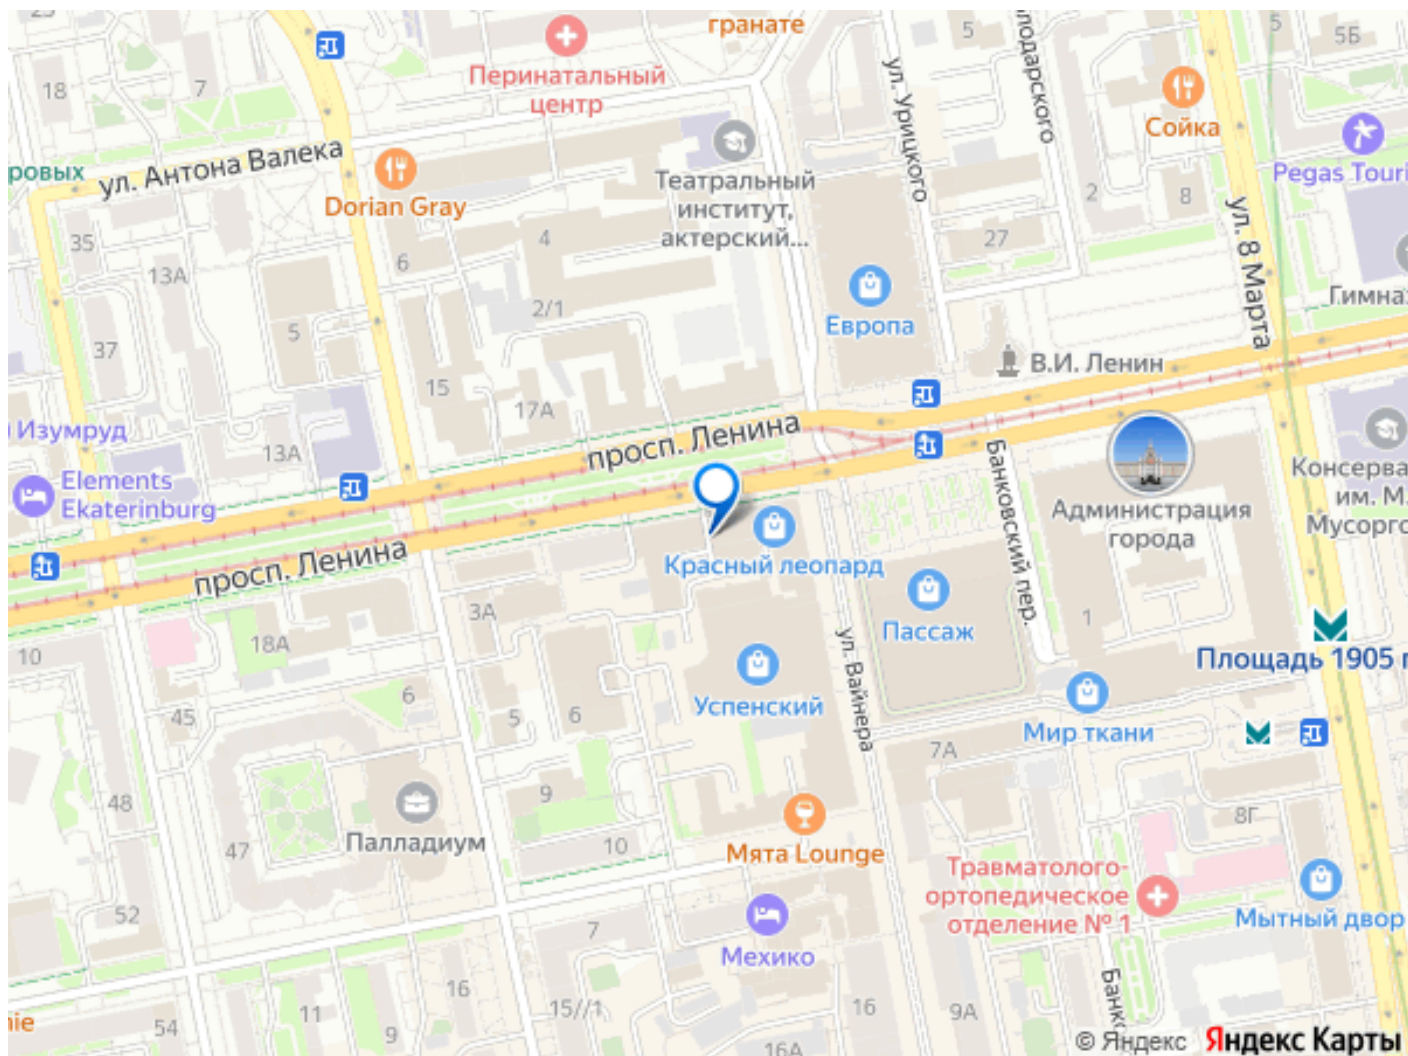 гранате
5
5
5Б
23
18
7
Перинатальный
центр
ул. Антона Валека
ровых
Dorian Gray
Театральный
институт,
актерский...
ул. Урицкого
лодарского
Сойка
Pegas Touri
ул. 8 Марта
2
8
27
35
13А
6
4
2/1
5
37
15
17А
13А
Европа
В.И. Ленин
Гимна
Изумруд
Elements
Ekaterinburg
просп. Ленина
просп. Ленина
Банковский пер.
Администрация
города
Консерва
им. М.
Мусорго
Красный леопард
Пассаж
1
Площадь 1905 г
3А
18А
10
45
6
5
6
Успенский
ул. Вайнера
Мир ткани
7А
8Г
48
47
Палладиум
9
10
Мята Lounge
Травматолого-
ортопедическое
отделение № 1
Мытный двор
52
7
Мехико
54
11
9
16
15//1
16
16А
9А
Банко
ie
© Яндекс Яндекс Карты